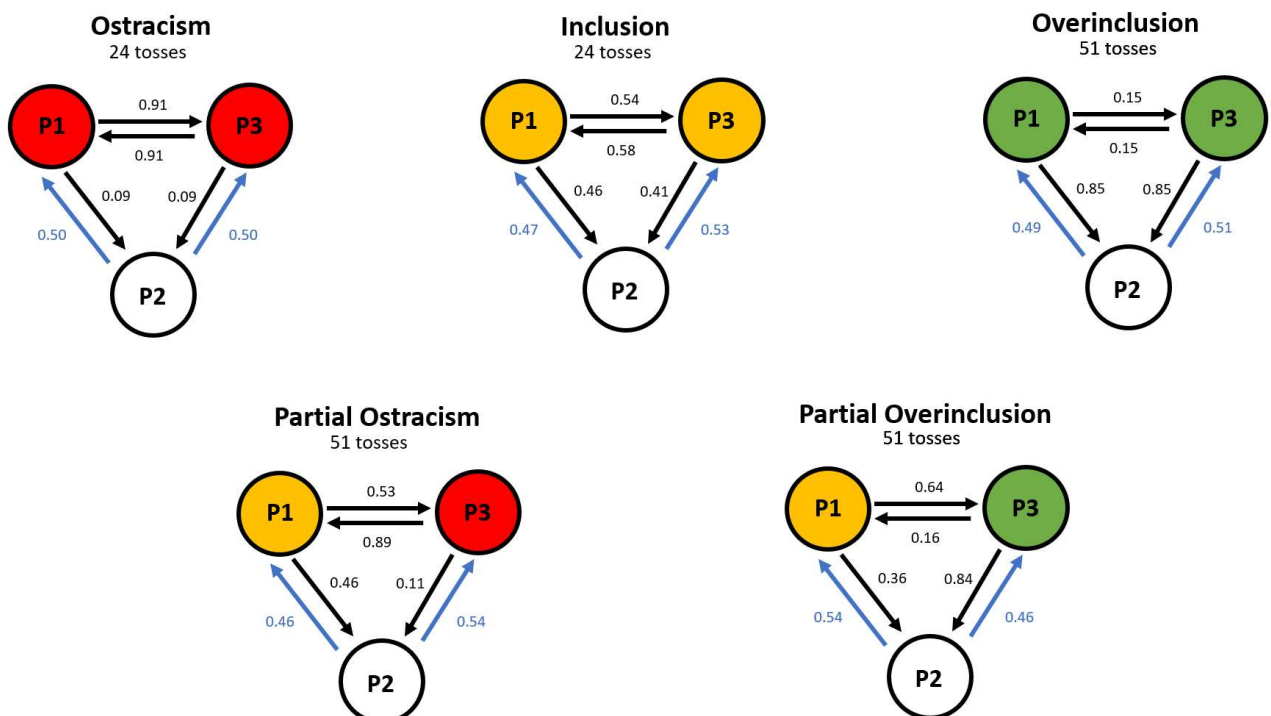 Ostracism
24 tosses
P1
0.91
P3
0.91
0.09
0.09
0.50
0.50
P2
Inclusion
24 tosses
P1
0.54
P3
0.58
0.46
0.41
0.47
0.53
P2
Overinclusion
51 tosses
P1
0.15
P3
0.15
0.85
0.85
0.49
0.51
P2
Partial Ostracism
51 tosses
P1
0.53
P3
0.89
0.46
0.11
0.46
0.54
P2
Partial Overinclusion
51 tosses
P1
0.64
P3
0.16
0.36
0.84
0.54
0.46
P2